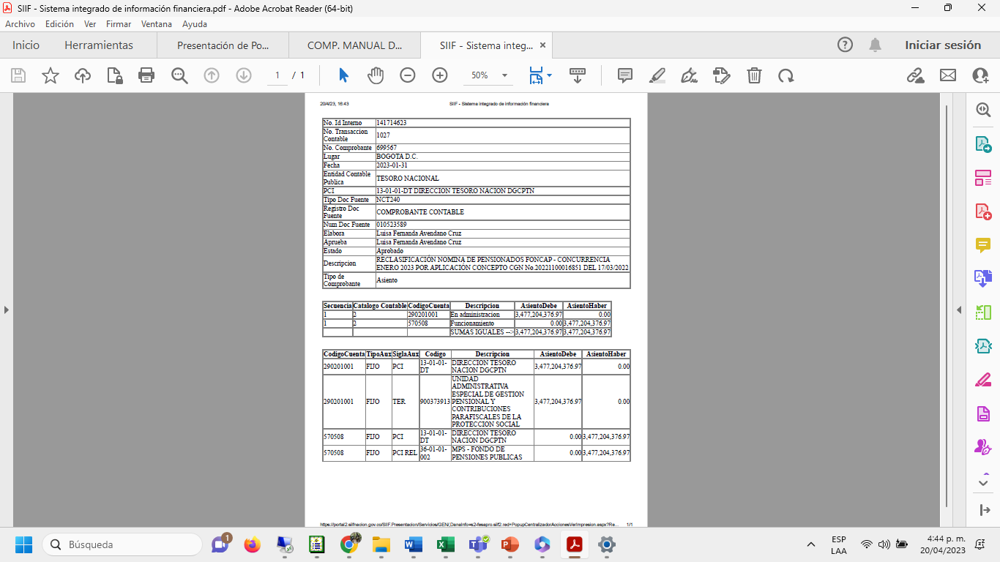 SIIF - Sistema integrado de información financiera.pdf - Adobe Acrobat Reader (64-bit)
Archivo Edición Ver Firmar Ventana Ayuda
Inicio Herramientas Presentación de Po... COMP. MANUAL D... SIIF - Sistema integ... × Iniciar sesión
1 / 1 50%
20/4/23, 16:43 SIIF - Sistema integrado de información financiera
No. Id Interno 141714623
No. Transaccion
Contable 1027
No. Comprobante 699567
Lugar BOGOTA D.C.
Fecha 2023-01-31
Entidad Contable
Publica TESORO NACIONAL
PCI 13-01-01-DT DIRECCION TESORO NACION DGCPTN
Tipo Doc Fuente NCT240
Registro Doc
Fuente COMPROBANTE CONTABLE
Num Doc Fuente 010523589
Elabora Luisa Fernanda Avendano Cruz
Aprueba Luisa Fernanda Avendano Cruz
Estado Aprobado
Descripcion RECLASIFICACIÓN NOMINA DE PENSIONADOS FONCAP - CONCURRENCIA
ENERO 2023 POR APLICACIÓN CONCEPTO CGN No.20221100016851 DEL 17/03/2022
Tipo de
Comprobante Asiento
Secuencia Catalogo Contable CodigoCuenta Descripcion AsientoDebe AsientoHaber
1 2 290201001 En administracion 3,477,204,376.97 0.00
1 2 570508 Funcionamiento 0.00 3,477,204,376.97
SUMAS IGUALES --> 3,477,204,376.97 3,477,204,376.97
CodigoCuenta TipoAux SiglaAux Codigo Descripcion AsientoDebe AsientoHaber
290201001 FIJO PCI 13-01-01-
DT DIRECCION TESORO
NACION DGCPTN 3,477,204,376.97 0.00
290201001 FIJO TER 900373913 UNIDAD
ADMINISTRATIVA
ESPECIAL DE GESTION
PENSIONAL Y
CONTRIBUCIONES
PARAFISCALES DE LA
PROTECCION SOCIAL 3,477,204,376.97 0.00
570508 FIJO PCI 13-01-01-
DT DIRECCION TESORO
NACION DGCPTN 0.00 3,477,204,376.97
570508 FIJO PCI REL 36-01-01-
002 MPS - FONDO DE
PENSIONES PUBLICAS 0.00 3,477,204,376.97
https://portal2.siifnacion.gov.co/SIIF.Presentacion/Servicios/GEN/,DanaInfo=s2-fesapro.siif2.red+PopupCentralizadorAccionesVerImpresion.aspx?Re... 1/1
Búsqueda
1
ESP
LAA
4:44 p. m.
20/04/2023